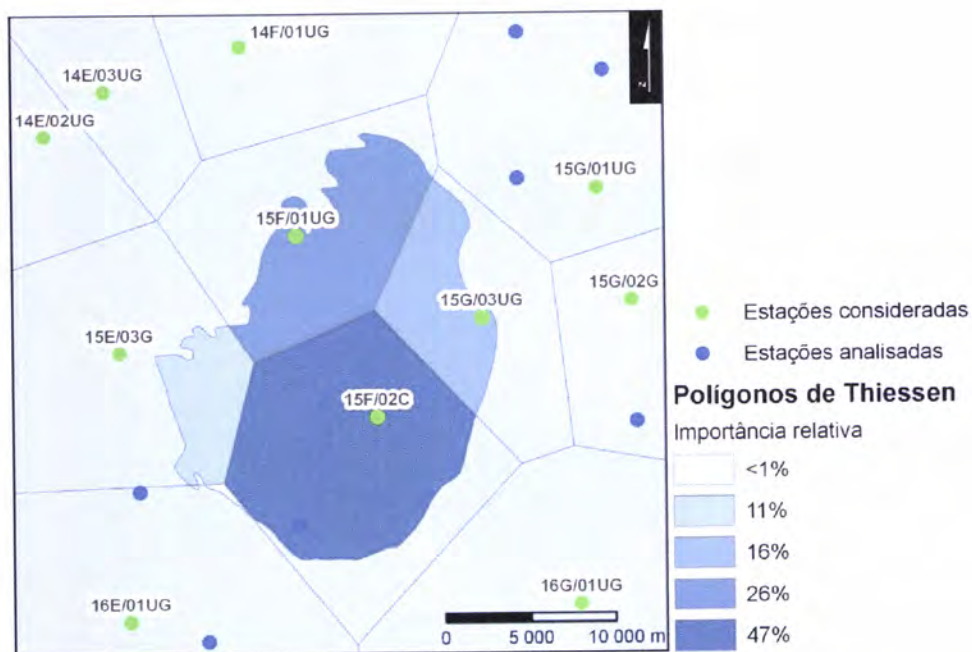 14F/01UG
14E/03UG
14E/02UG
N
15G/01UG
15F/01UG
15G/02G
15G/03UG
15E/03G
15F/02C
16E/01UG
16G/01UG
0 5 000 10 000 m
Estações consideradas
Estações analisadas
Polígonos de Thiessen
Importância relativa
<1%
11%
16%
26%
47%